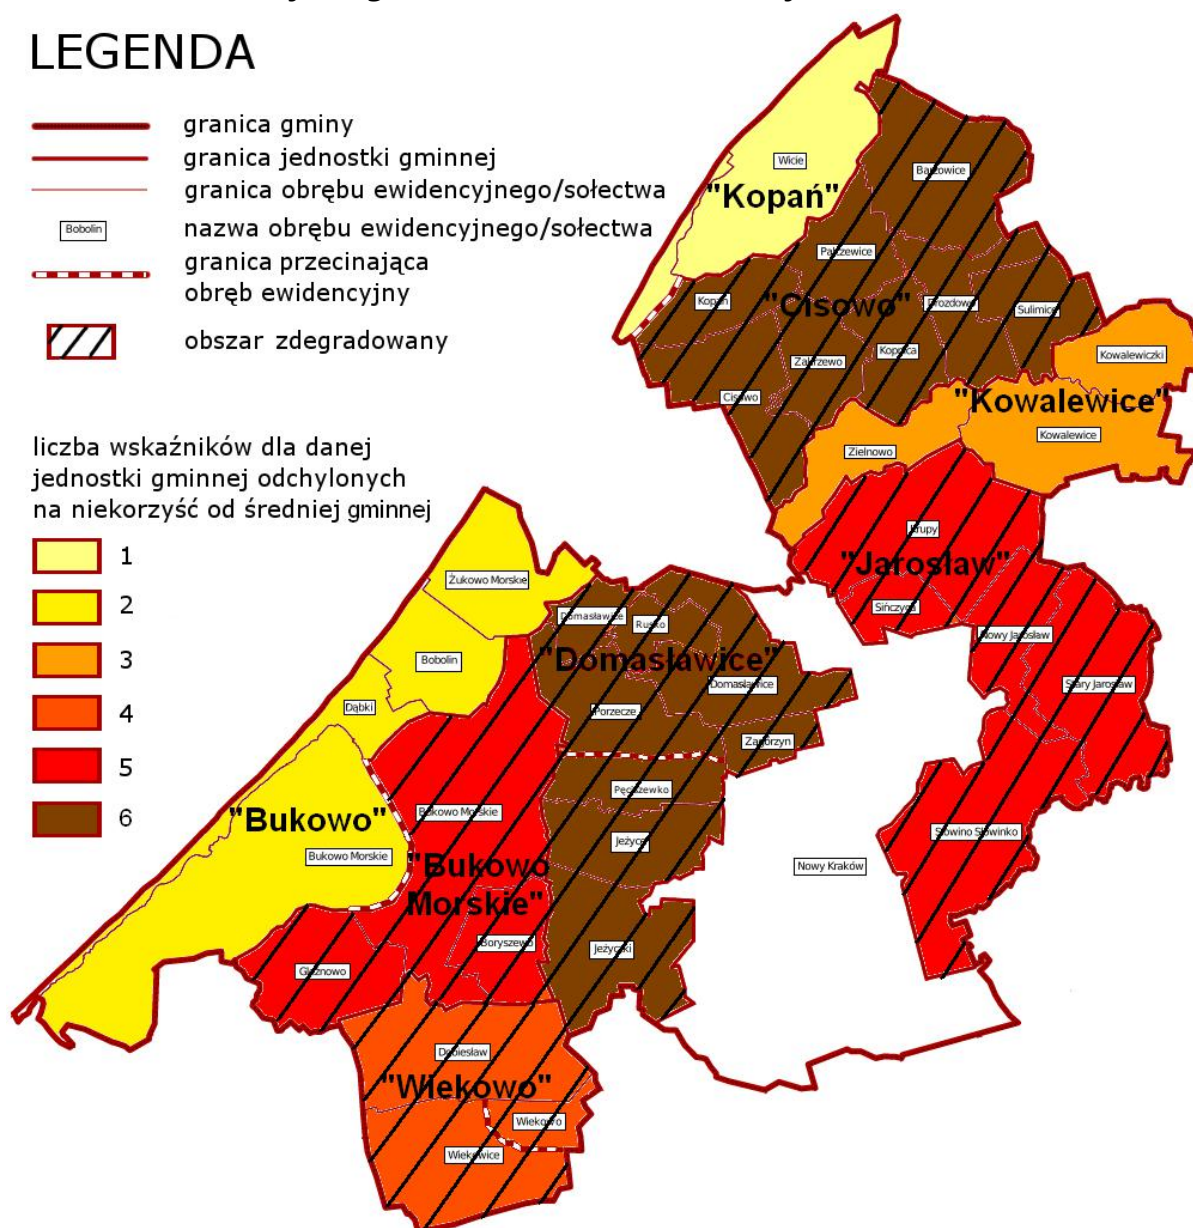 LEGENDA
granica gminy
granica jednostki gminnej
granica obrębu ewidencyjnego/sołectwa
Bobolin
nazwa obrębu ewidencyjnego/sołectwa
granica przecinająca
obręb ewidencyjny
obszar zdegradowany
liczba wskaźników dla danej
jednostki gminnej odchylonych
na niekorzyść od średniej gminnej
1
2
3
4
5
6
Wicie
"Kopań"
Barzowice
Palczewice
Kopań
"Cisowo"
Drozdowo
Sulimice
Zakrzewo
Kopnica
Kowalewiczki
Cisowo
"Kowalewice"
Kowalewice
Zielnowo
Krupy
"Jarosław"
Sińczyca
Nowy Jarosław
Stary Jarosław
Słowino Słowinko
Nowy Kraków
Żukowo Morskie
Bobolin
Dąbki
Domasławice
Rusko
"Domasławice"
Domasławice
Porzecze
Zagórzyn
Pęciszewko
Jeżyce
"Bukowo"
Bukowo Morskie
Bukowo Morskie
"Bukowo
Morskie"
Boryszewo
Jeżyczki
Gleźnowo
Dobiesław
"Wiekowo"
Wiekowo
Wiekowice